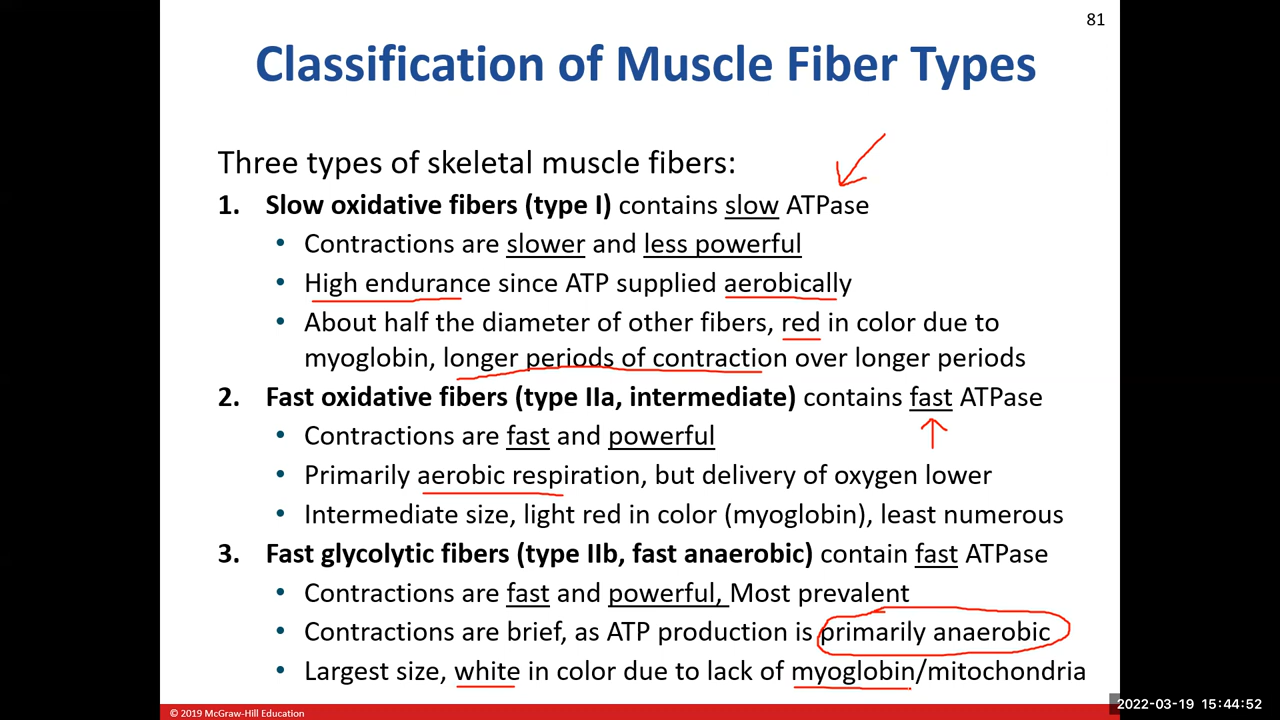 81
Classification of Muscle Fiber Types
Three types of skeletal muscle fibers:
1. Slow oxidative fibers (type I) contains slow ATPase
• Contractions are slower and less powerful
• High endurance since ATP supplied aerobically
• About half the diameter of other fibers, red in color due to
myoglobin, longer periods of contraction over longer periods
2. Fast oxidative fibers (type IIa, intermediate) contains fast ATPase
• Contractions are fast and powerful
• Primarily aerobic respiration, but delivery of oxygen lower
• Intermediate size, light red in color (myoglobin), least numerous
3. Fast glycolytic fibers (type IIb, fast anaerobic) contain fast ATPase
• Contractions are fast and powerful, Most prevalent
• Contractions are brief, as ATP production is primarily anaerobic
• Largest size, white in color due to lack of myoglobin/mitochondria
© 2019 McGraw-Hill Education
2022-03-19 15:44:52